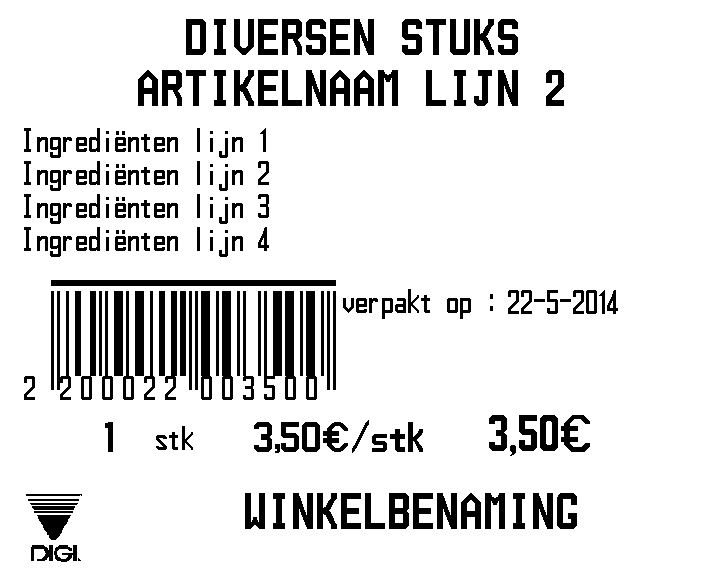 DIVERSEN STUKS
ARTIKELNAAM LIJN 2
Ingrediënten lijn 1
Ingrediënten lijn 2
Ingrediënten lijn 3
Ingrediënten lijn 4
verpakt op : 22-5-2014
2 200022 003500
1 stk 3,50€/stk 3,50€
WINKELBENAMING
DIGI.